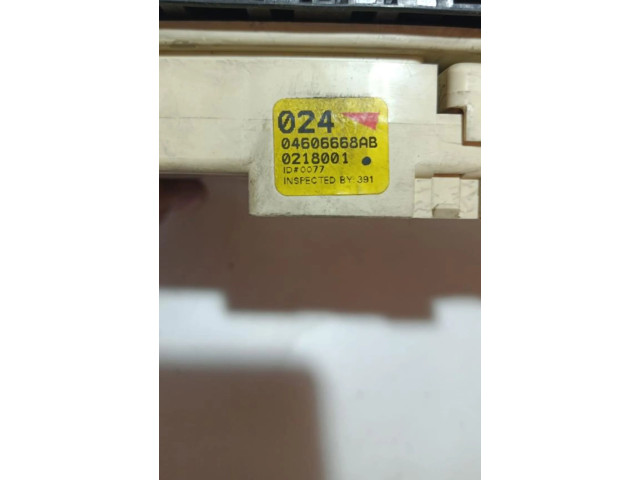 024
04606668AB
0218001
ID#0077
INSPECTED BY:391